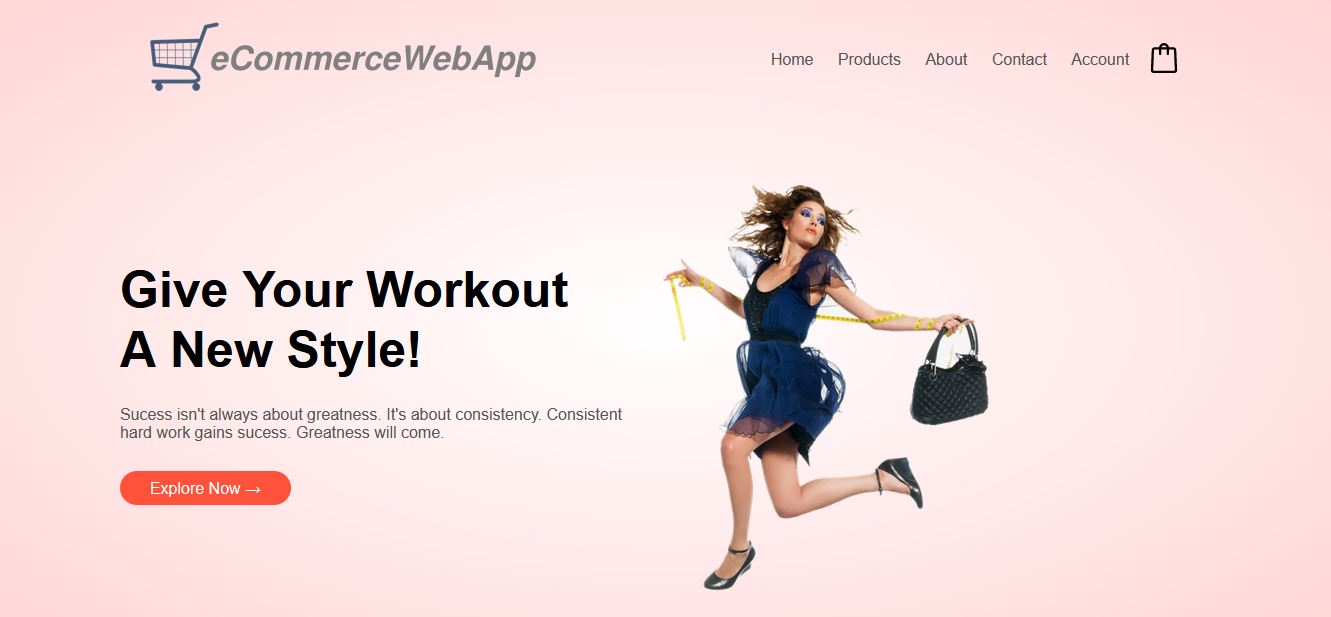 eCommerceWebApp
Home Products About Contact Account
Give Your Workout
A New Style!
Sucess isn't always about greatness. It's about consistency. Consistent
hard work gains sucess. Greatness will come.
Explore Now →